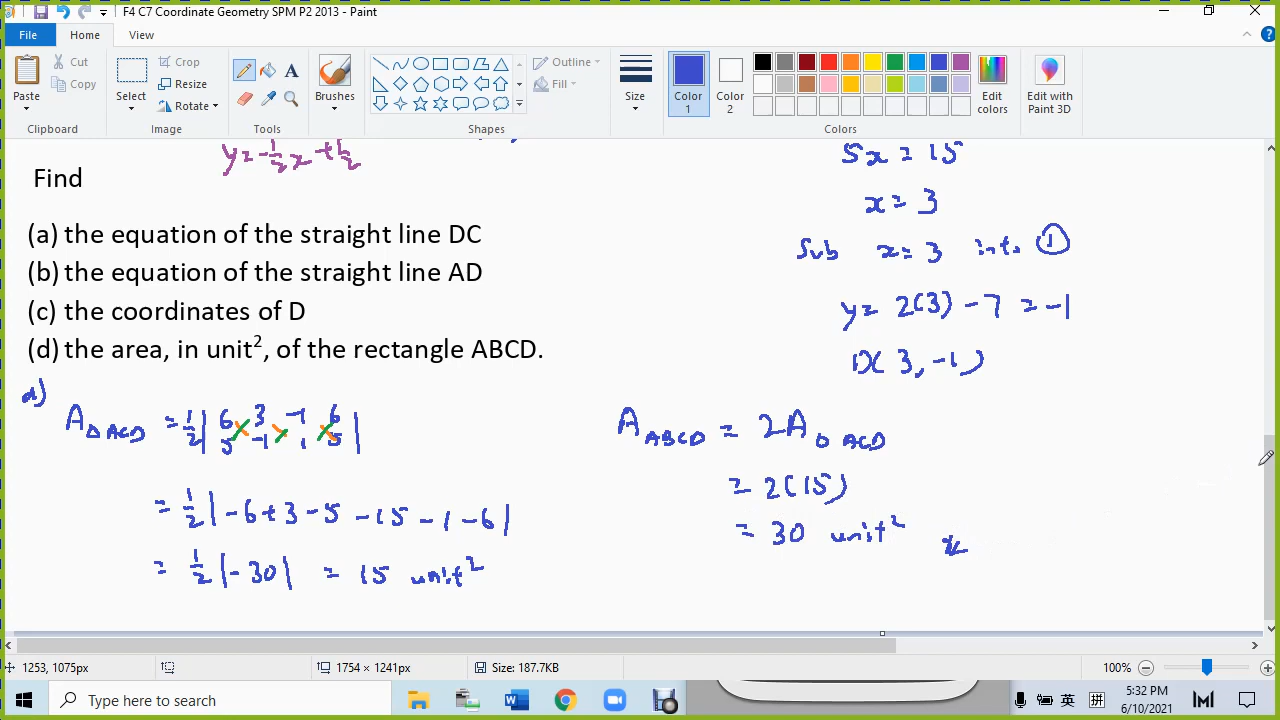 F4 C7 Coordinate Geometry SPM P2 2013 - Paint
File Home View
Paste Cut Copy Clipboard
Select Crop Resize Rotate Image
A Tools
Brushes
Outline Fill Shapes
Size
Color 1 Color 2 Colors
Edit colors
Edit with Paint 3D
y = -1/2 x + 1/2
Find
(a) the equation of the straight line DC
(b) the equation of the straight line AD
(c) the coordinates of D
(d) the area, in unit², of the rectangle ABCD.
5x = 15
x = 3
Sub x = 3 into ①
y = 2(3) - 7 = -1
D(3, -1)
d)
A△ACD = 1/2 | 6 3 -1 6
5 -1 1 5 |
= 1/2 | -6 + 3 - 5 - 15 - 1 - 6 |
= 1/2 | -30 | = 15 unit²
A ABCD = 2A△ACD
= 2(15)
= 30 unit²
1253, 1075px 1754 × 1241px Size: 187.7KB 100%
Type here to search
英 拼 5:32 PM
6/10/2021